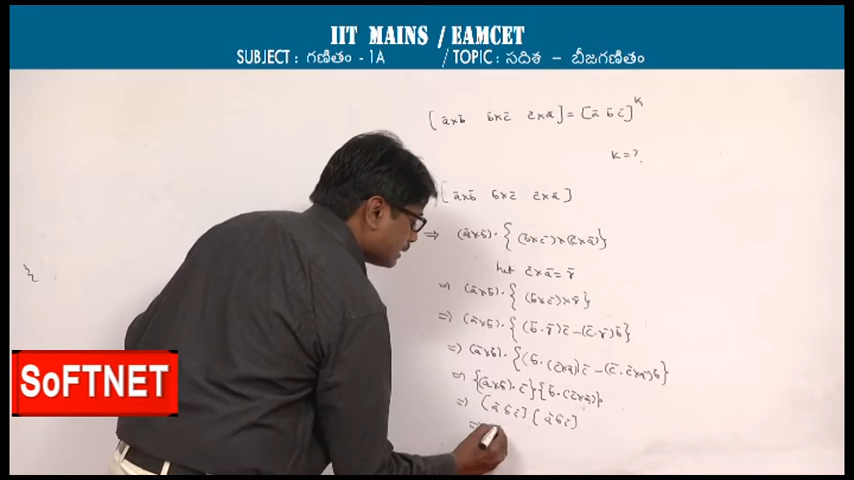 IIT MAINS / EAMCET
SUBJECT : గణితం - 1A / TOPIC : సదిశ – బీజగణితం
[ā×b̄ b̄×c̄ c̄×ā] = [ā b̄ c̄]^K
K = ?
[ā×b̄ b̄×c̄ c̄×ā]
⇒ (ā×b̄)·{(b̄×c̄)×(c̄×ā)}
let c̄×ā = r̄
⇒ (ā×b̄)·{(b̄×c̄)×r̄}
⇒ (ā×b̄)·{(b̄·r̄)c̄ – (c̄·r̄)b̄}
⇒ (ā×b̄)·{(b̄·(c̄×ā))c̄ – (c̄·c̄×ā)b̄}
⇒ {(ā×b̄)·c̄}{b̄·(c̄×ā)}
⇒ [ā b̄ c̄] [ā b̄ c̄]
⇒
SoFTNET